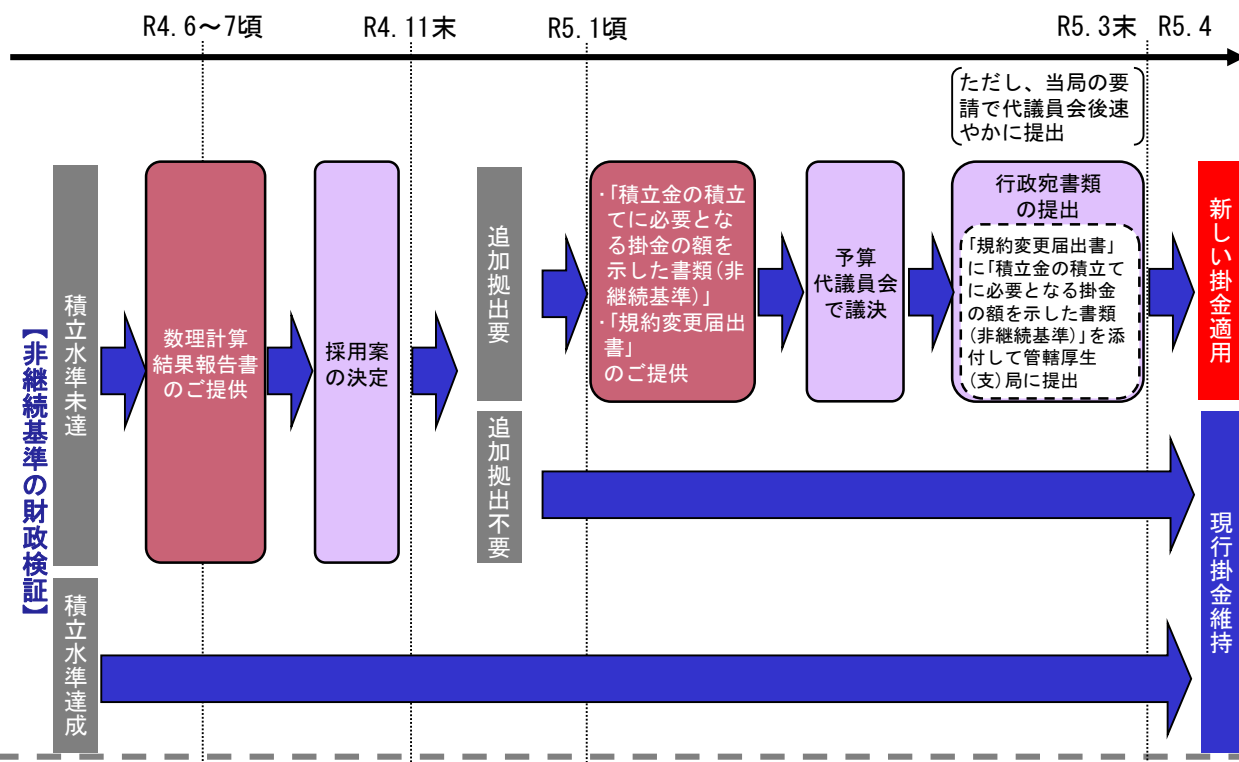 R4.6～7頃
R4.11末
R5.1頃
R5.3末
R5.4
ただし、当局の要
請で代議員会後速
やかに提出
【非継続基準の財政検証】
積立水準未達
数理計算
結果報告書
のご提供
採用案
の決定
追加拠出要
・「積立金の積立
てに必要とな
る掛金の額を
示した書類(非
継続基準)」
・「規約変更届出
書」
のご提供
予算
代議員会
で議決
行政宛書類
の提出
「規約変更届出書」
に「積立金の積立て
に必要となる掛金
の額を示した書類
(非継続基準)」を添
付して管轄厚生
(支)局に提出
新しい掛金適用
追加拠出不要
現行掛金維持
積立水準達成